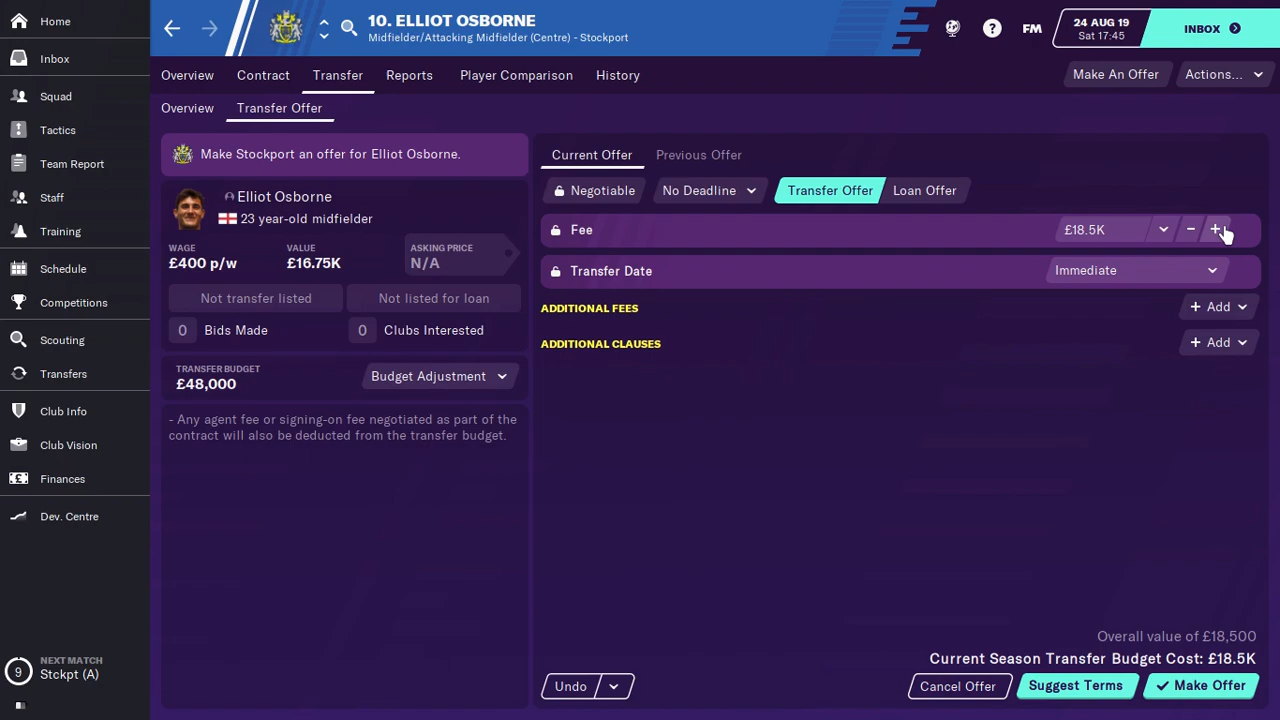 Home
Inbox
Squad
Tactics
Team Report
Staff
Training
Schedule
Competitions
Scouting
Transfers
Club Info
Club Vision
Finances
Dev. Centre
9
NEXT MATCH
Stckpt (A)
10. ELLIOT OSBORNE
Midfielder/Attacking Midfielder (Centre) - Stockport
? FM
24 AUG 19
Sat 17:45
INBOX
Overview Contract Transfer Reports Player Comparison History
Make An Offer Actions...
Overview Transfer Offer
Make Stockport an offer for Elliot Osborne.
Elliot Osborne
23 year-old midfielder
WAGE VALUE ASKING PRICE
£400 p/w £16.75K N/A
Not transfer listed Not listed for loan
0 Bids Made 0 Clubs Interested
TRANSFER BUDGET
£48,000
Budget Adjustment
- Any agent fee or signing-on fee negotiated as part of the
contract will also be deducted from the transfer budget.
Current Offer Previous Offer
Negotiable No Deadline Transfer Offer Loan Offer
Fee £18.5K - +
Transfer Date Immediate
ADDITIONAL FEES + Add
ADDITIONAL CLAUSES + Add
Overall value of £18,500
Current Season Transfer Budget Cost: £18.5K
Undo Cancel Offer Suggest Terms Make Offer